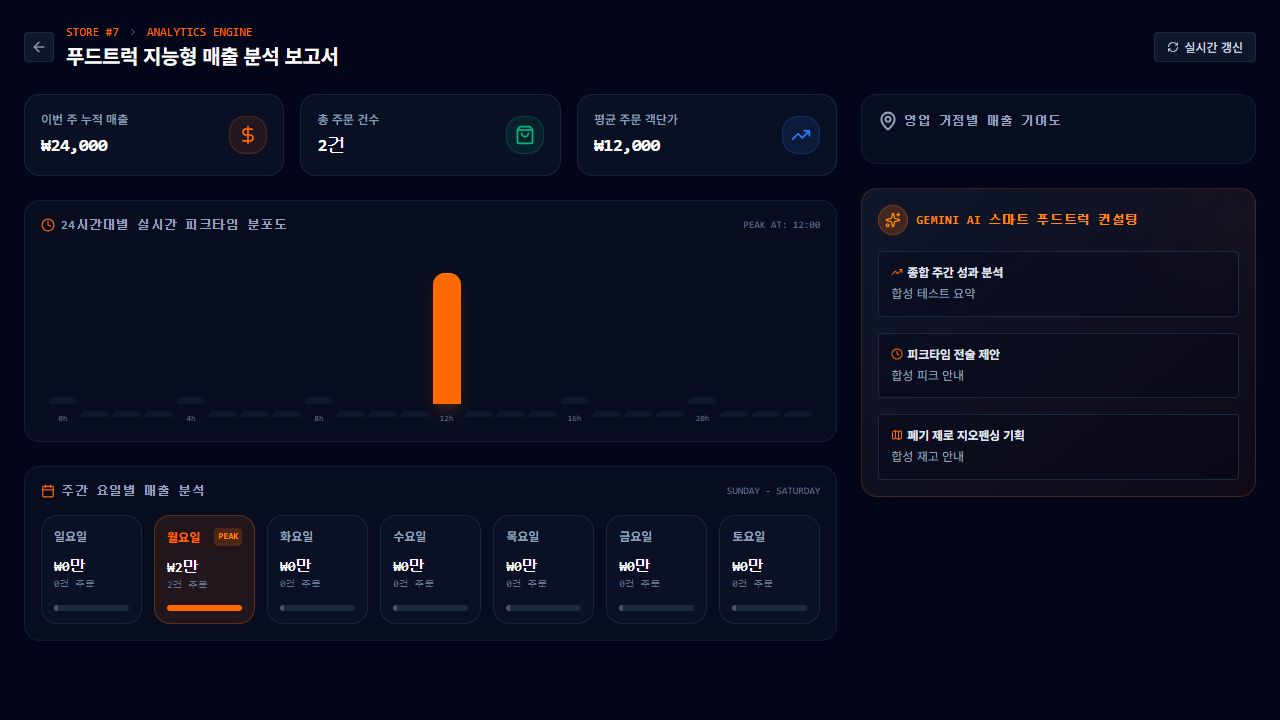 STORE #7 > ANALYTICS ENGINE
푸드트럭 지능형 매출 분석 보고서
실시간 갱신
이번 주 누적 매출
₩24,000
총 주문 건수
2건
평균 주문 객단가
₩12,000
영업 거점별 매출 기여도
24시간대별 실시간 피크타임 분포도
PEAK AT: 12:00
0h 4h 8h 12h 16h 20h
GEMINI AI 스마트 푸드트럭 컨설팅
종합 주간 성과 분석
합성 테스트 요약
피크타임 전술 제안
합성 피크 안내
폐기 제로 지오펜싱 기획
합성 재고 안내
주간 요일별 매출 분석
SUNDAY - SATURDAY
일요일
₩0만
0건 주문
월요일 PEAK
₩2만
2건 주문
화요일
₩0만
0건 주문
수요일
₩0만
0건 주문
목요일
₩0만
0건 주문
금요일
₩0만
0건 주문
토요일
₩0만
0건 주문